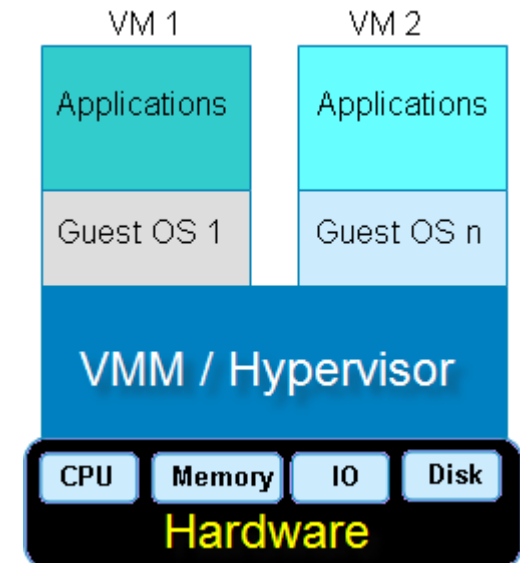 VM 1 VM 2
Applications Applications
Guest OS 1 Guest OS n
VMM / Hypervisor
CPU Memory IO Disk
Hardware